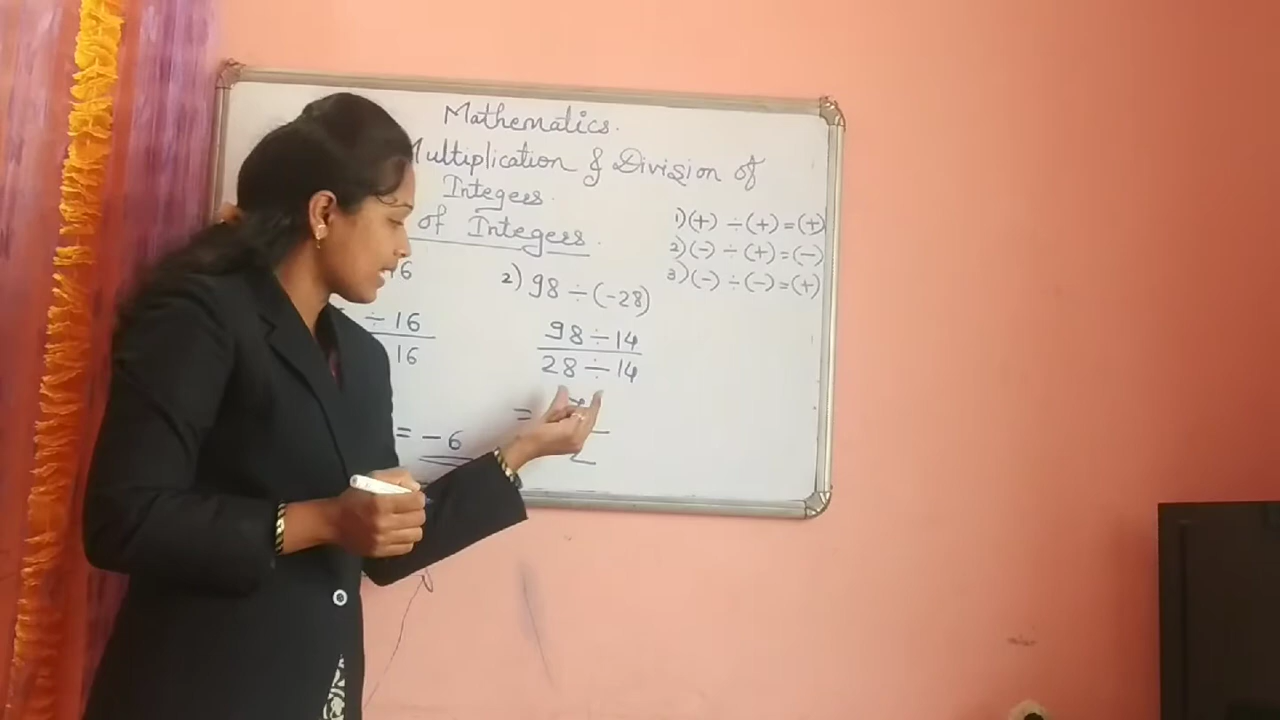 Mathematics.
Multiplication & Division of
Integers.
of Integers.
1) (+) ÷ (+) = (+)
2) (-) ÷ (+) = (-)
3) (-) ÷ (-) = (+)
16
÷ 16
16
= -6
2) 98 ÷ (-28)
98 ÷ 14
28 ÷ 14
=